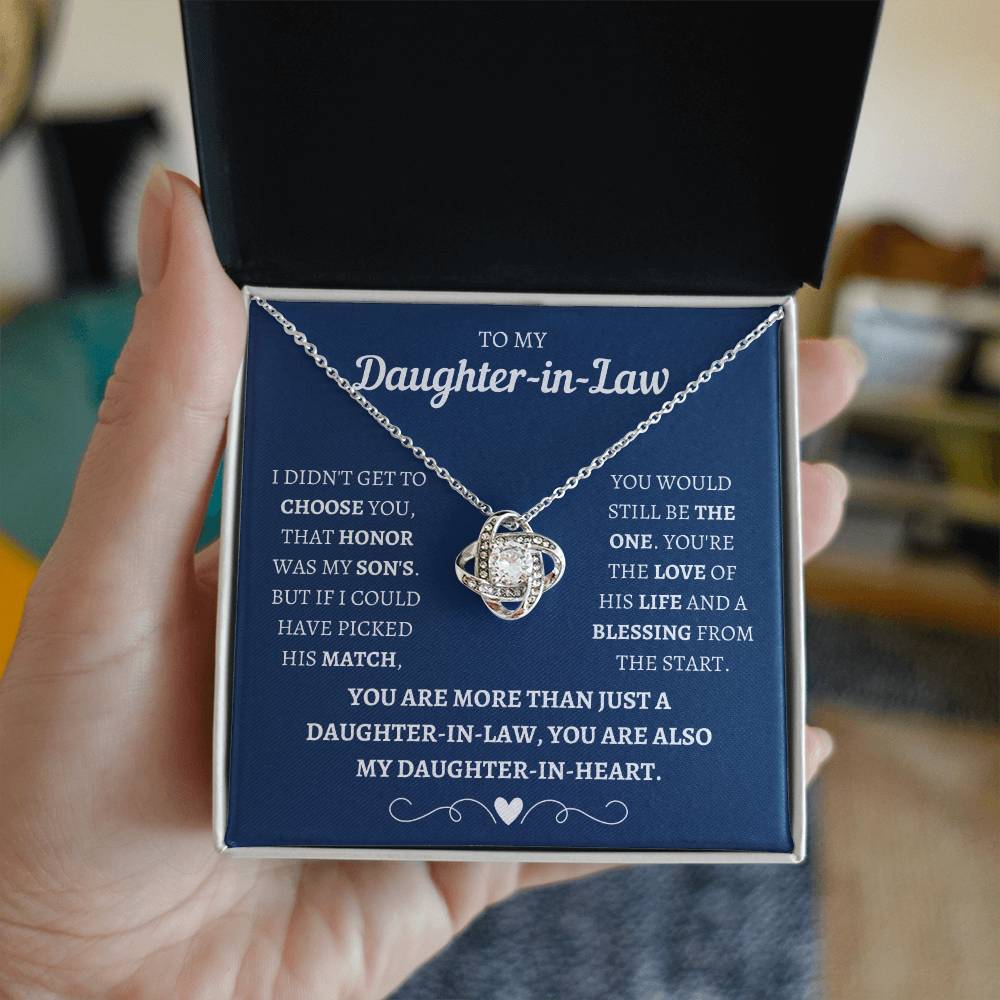 TO MY
Daughter-in-Law
I DIDN'T GET TO
CHOOSE YOU,
THAT HONOR
WAS MY SON'S.
BUT IF I COULD
HAVE PICKED
HIS MATCH,
YOU WOULD
STILL BE THE
ONE. YOU'RE
THE LOVE OF
HIS LIFE AND A
BLESSING FROM
THE START.
YOU ARE MORE THAN JUST A
DAUGHTER-IN-LAW, YOU ARE ALSO
MY DAUGHTER-IN-HEART.